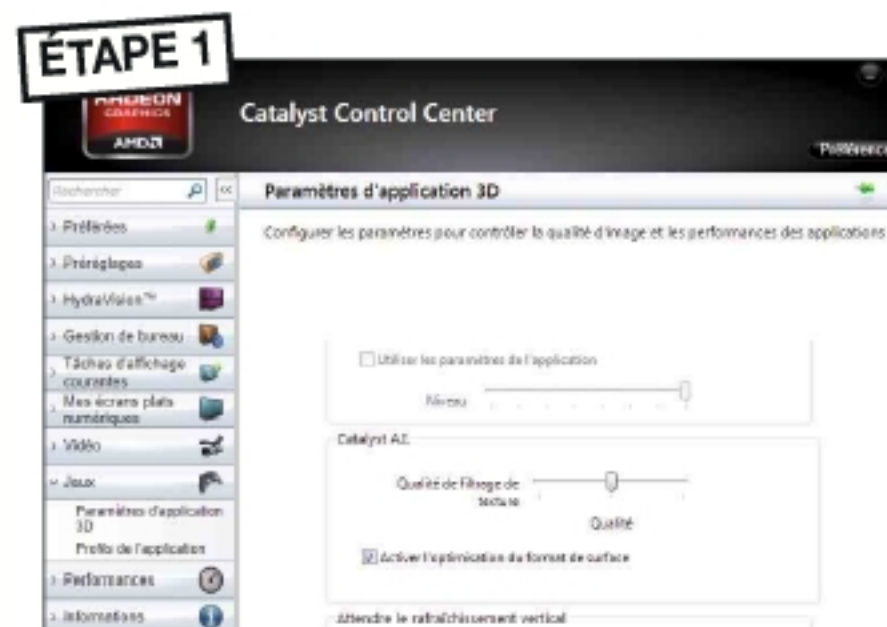 ÉTAPE 1
RADEON
GRAPHICS
AMD
Catalyst Control Center
Préférences
Rechercher
«
Paramètres d'application 3D
Configurer les paramètres pour contrôler la qualité d'image et les performances des applications
› Préférées
› Préréglages
› HydraVision™
› Gestion de bureau
› Tâches d'affichage
courantes
› Mes écrans plats
numériques
› Vidéo
Jeux
Paramètres d'application
3D
Profils de l'application
› Performances
› Informations
Utiliser les paramètres de l'application
Niveau
Catalyst A.I.
Qualité de filtrage de
texture
Qualité
Activer l'optimisation du format de surface
Attendre le rafraîchissement vertical